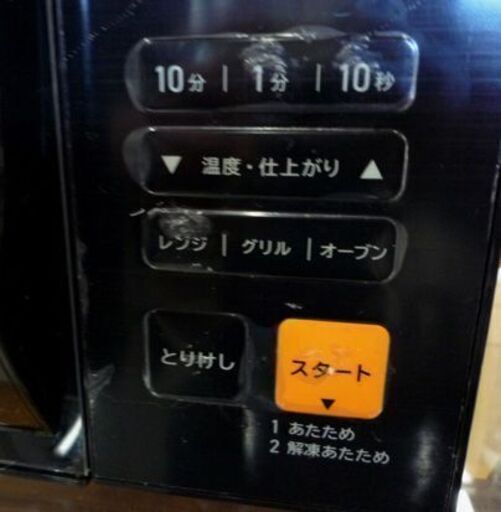 10分 | 1分 | 10秒
▼ 温度・仕上がり ▲
レンジ | グリル | オーブン
とりけし スタート
▼
1 あたため
2 解凍あたため